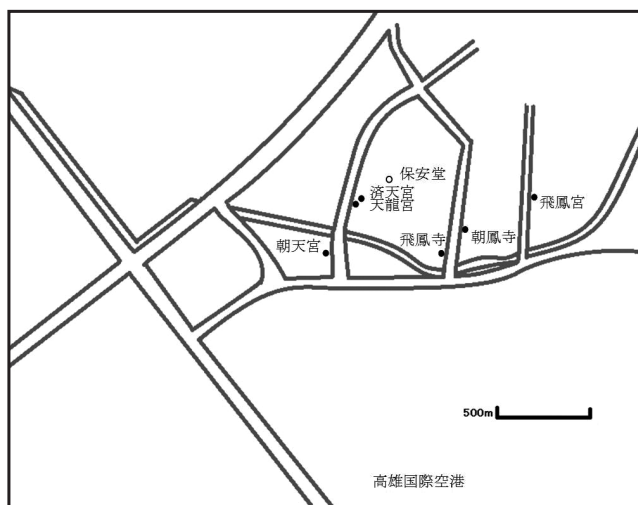 保安堂
済天宮
天龍宮
飛鳳宮
朝天宮
飛鳳寺
朝鳳寺
500m
高雄国際空港